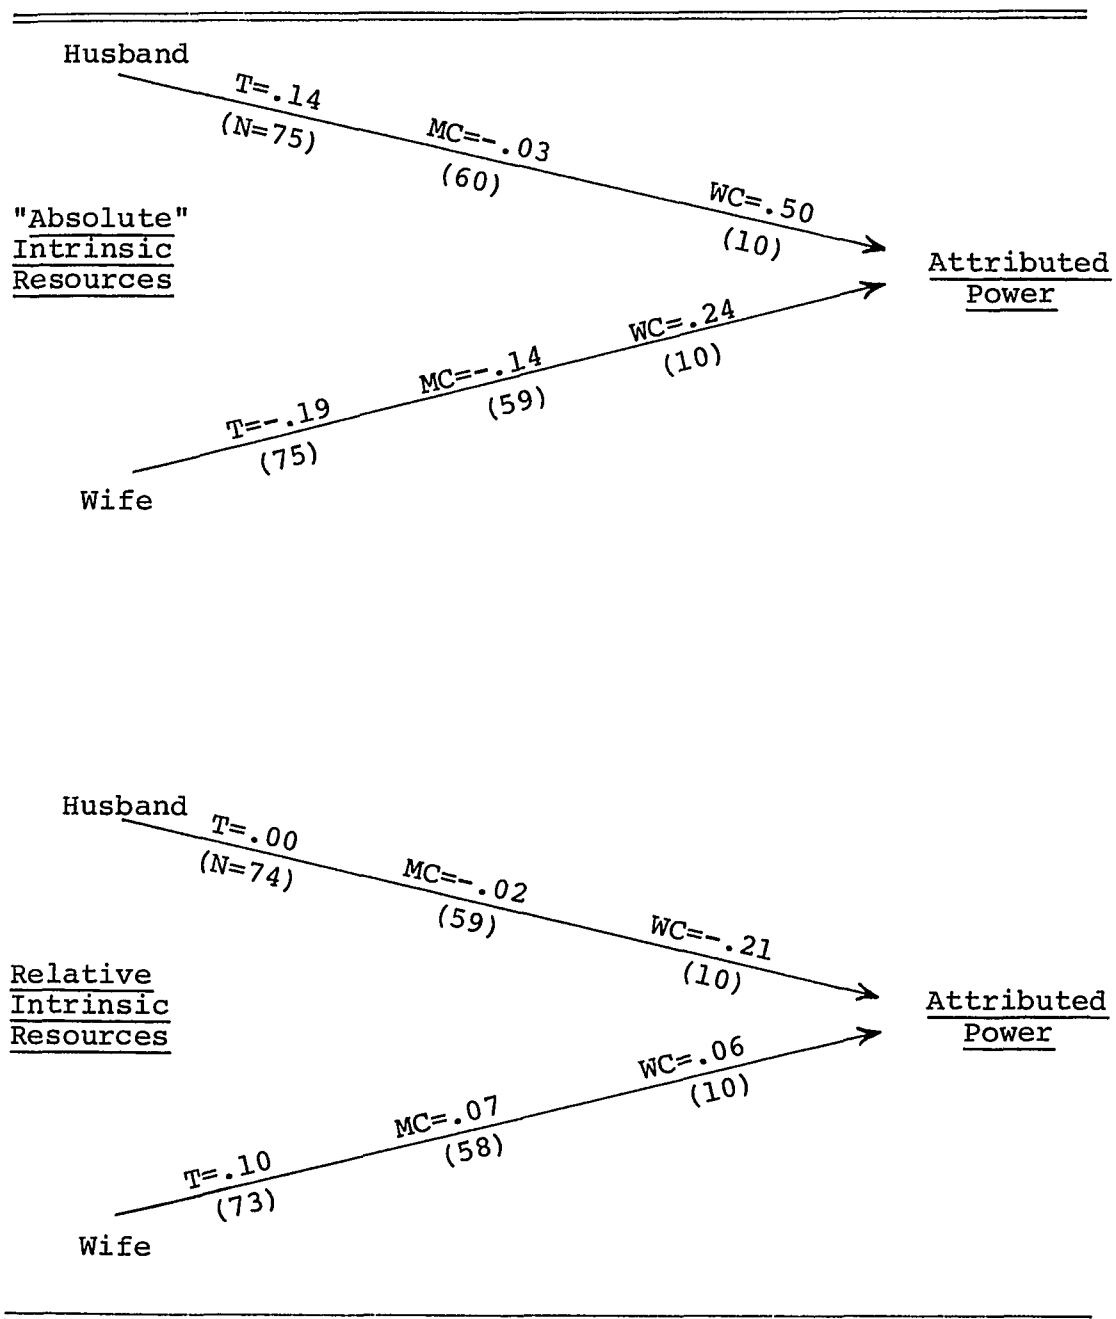 Husband
T=.14
(N=75)
MC=-.03
(60)
WC=.50
(10)
"Absolute"
Intrinsic
Resources
Attributed
Power
WC=.24
(10)
MC=-.14
(59)
T=-.19
(75)
Wife
Husband
T=.00
(N=74)
MC=-.02
(59)
WC=-.21
(10)
Relative
Intrinsic
Resources
Attributed
Power
WC=.06
(10)
MC=.07
(58)
T=.10
(73)
Wife